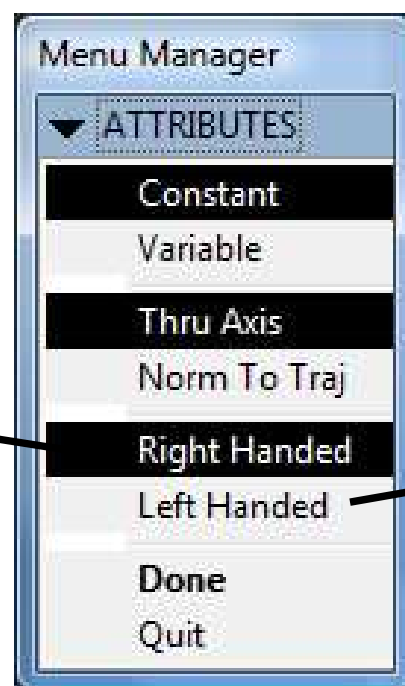 Menu Manager
ATTRIBUTES
Constant
Variable
Thru Axis
Norm To Traj
Right Handed
Left Handed
Done
Quit